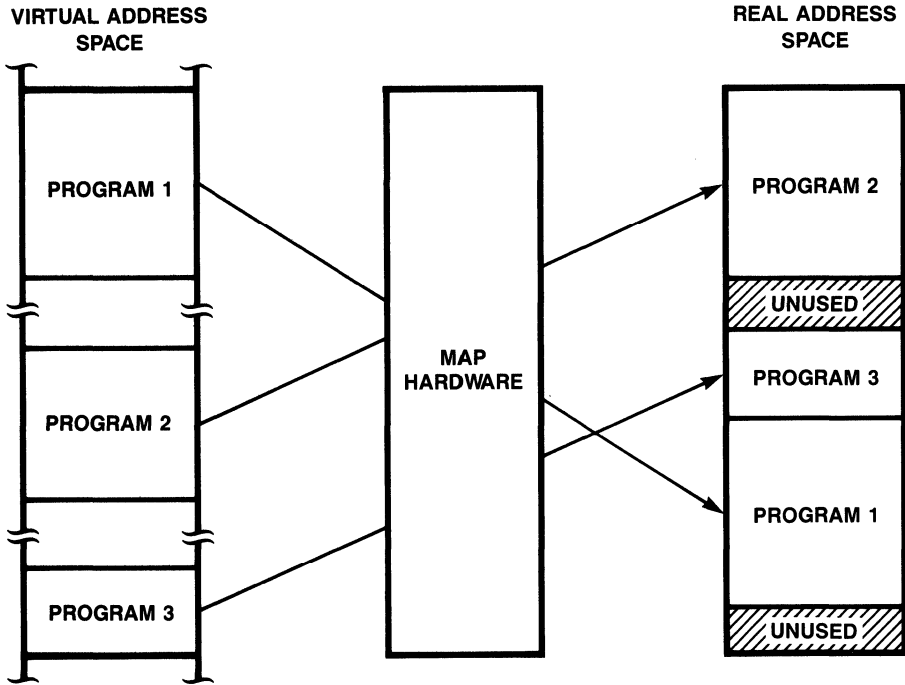 VIRTUAL ADDRESS
SPACE
PROGRAM 1
PROGRAM 2
PROGRAM 3
MAP
HARDWARE
REAL ADDRESS
SPACE
PROGRAM 2
UNUSED
PROGRAM 3
PROGRAM 1
UNUSED